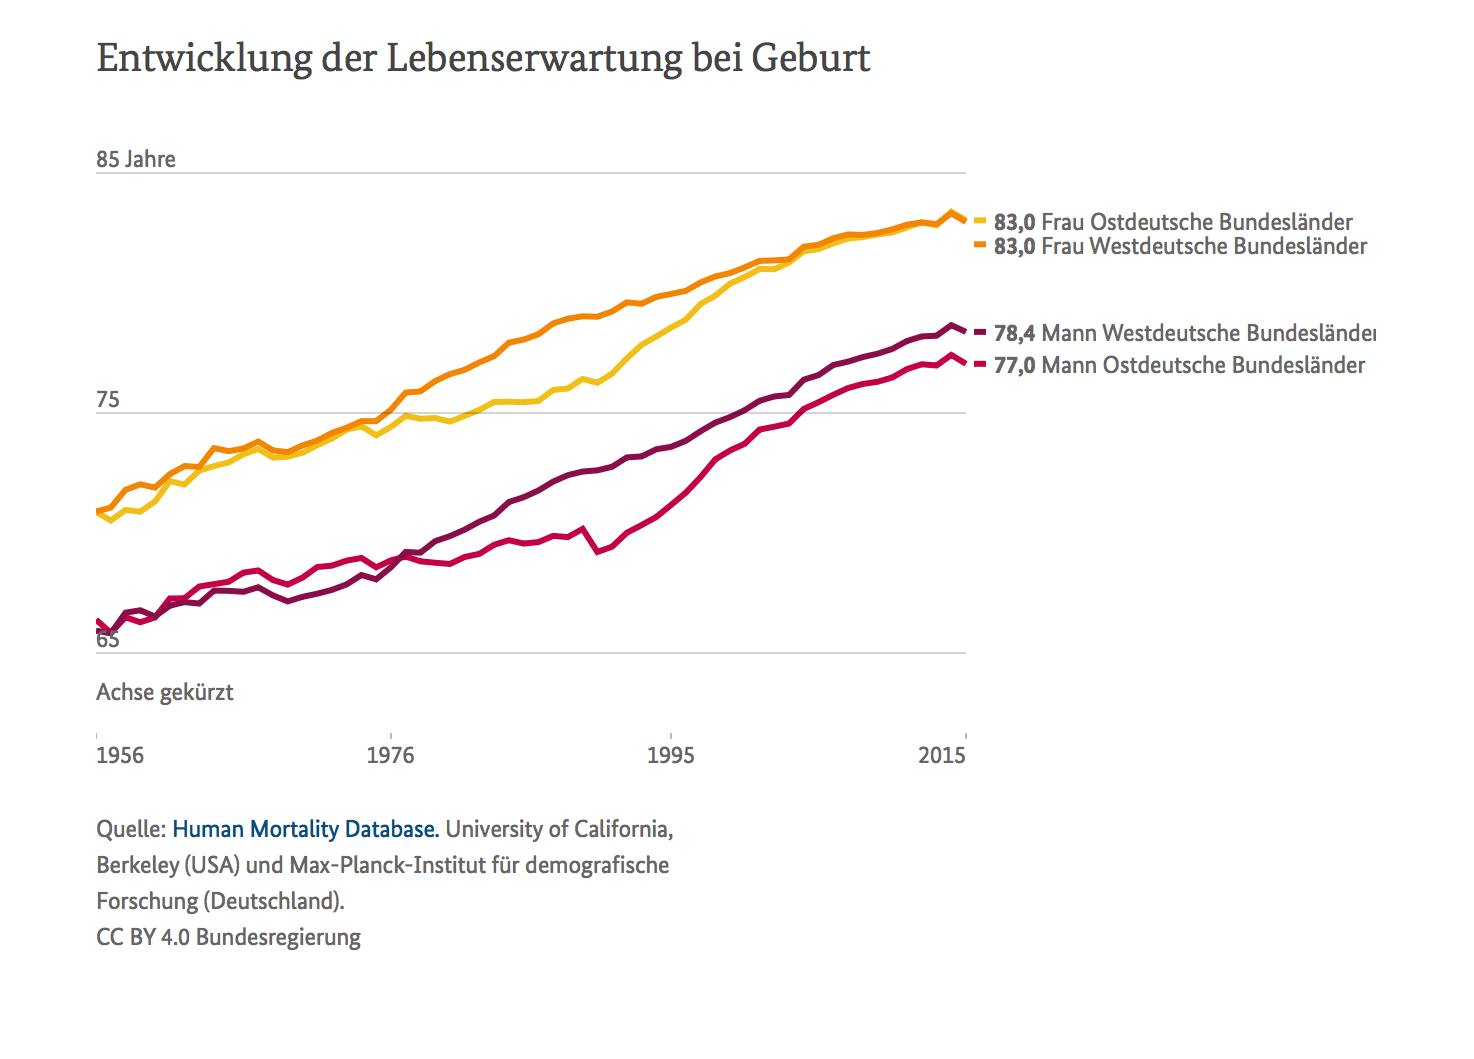 Entwicklung der Lebenserwartung bei Geburt
85 Jahre
83,0 Frau Ostdeutsche Bundesländer
83,0 Frau Westdeutsche Bundesländer
78,4 Mann Westdeutsche Bundesländer
77,0 Mann Ostdeutsche Bundesländer
75
65
Achse gekürzt
1956 1976 1995 2015
Quelle: Human Mortality Database. University of California,
Berkeley (USA) und Max-Planck-Institut für demografische
Forschung (Deutschland).
CC BY 4.0 Bundesregierung